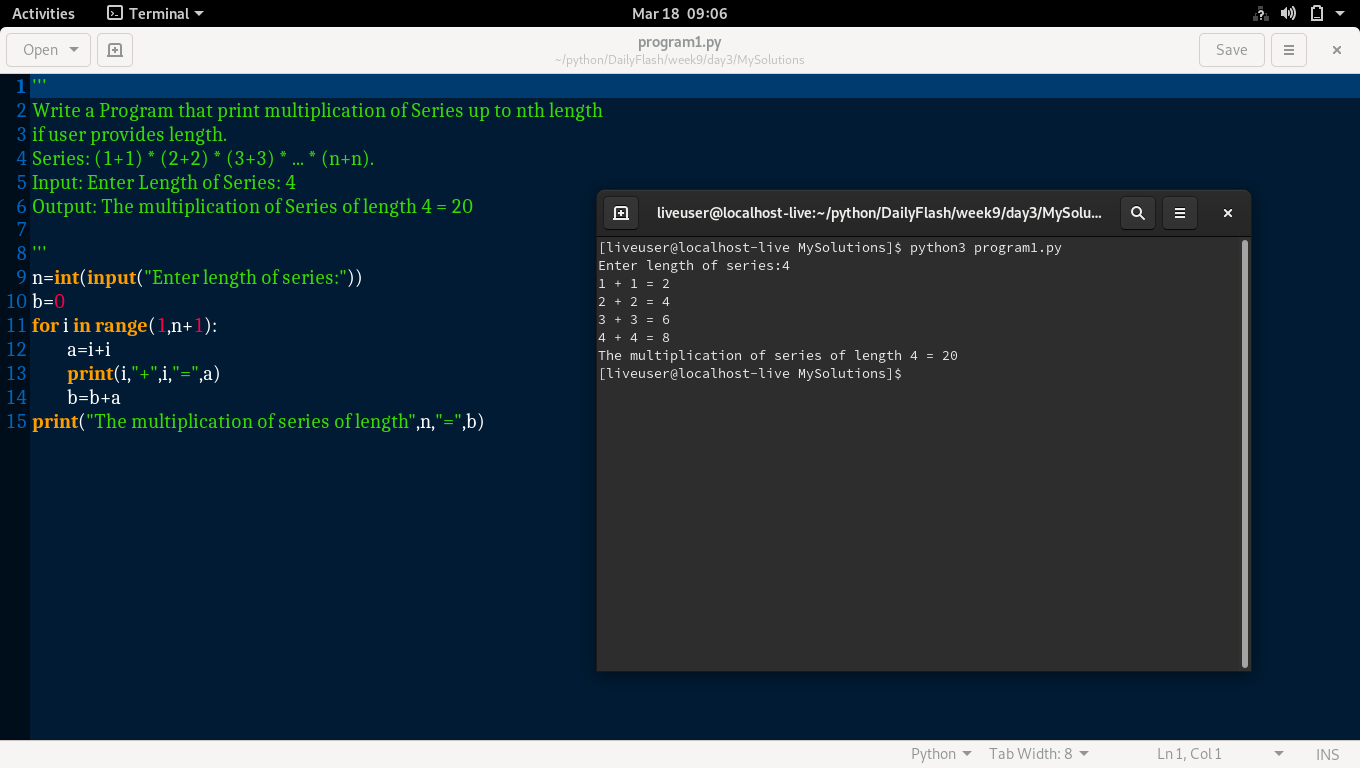 Activities Terminal Mar 18 09:06
Open program1.py Save
~/python/DailyFlash/week9/day3/MySolutions
1 '''
2 Write a Program that print multiplication of Series up to nth length
3 if user provides length.
4 Series: (1+1) * (2+2) * (3+3) * ... * (n+n).
5 Input: Enter Length of Series: 4
6 Output: The multiplication of Series of length 4 = 20
7
8 '''
9 n=int(input("Enter length of series:"))
10 b=0
11 for i in range(1,n+1):
12 a=i+i
13 print(i,"+",i,"=",a)
14 b=b+a
15 print("The multiplication of series of length",n,"=",b)
liveuser@localhost-live:~/python/DailyFlash/week9/day3/MySolu...
[liveuser@localhost-live MySolutions]$ python3 program1.py
Enter length of series:4
1 + 1 = 2
2 + 2 = 4
3 + 3 = 6
4 + 4 = 8
The multiplication of series of length 4 = 20
[liveuser@localhost-live MySolutions]$
Python Tab Width: 8 Ln 1, Col 1 INS